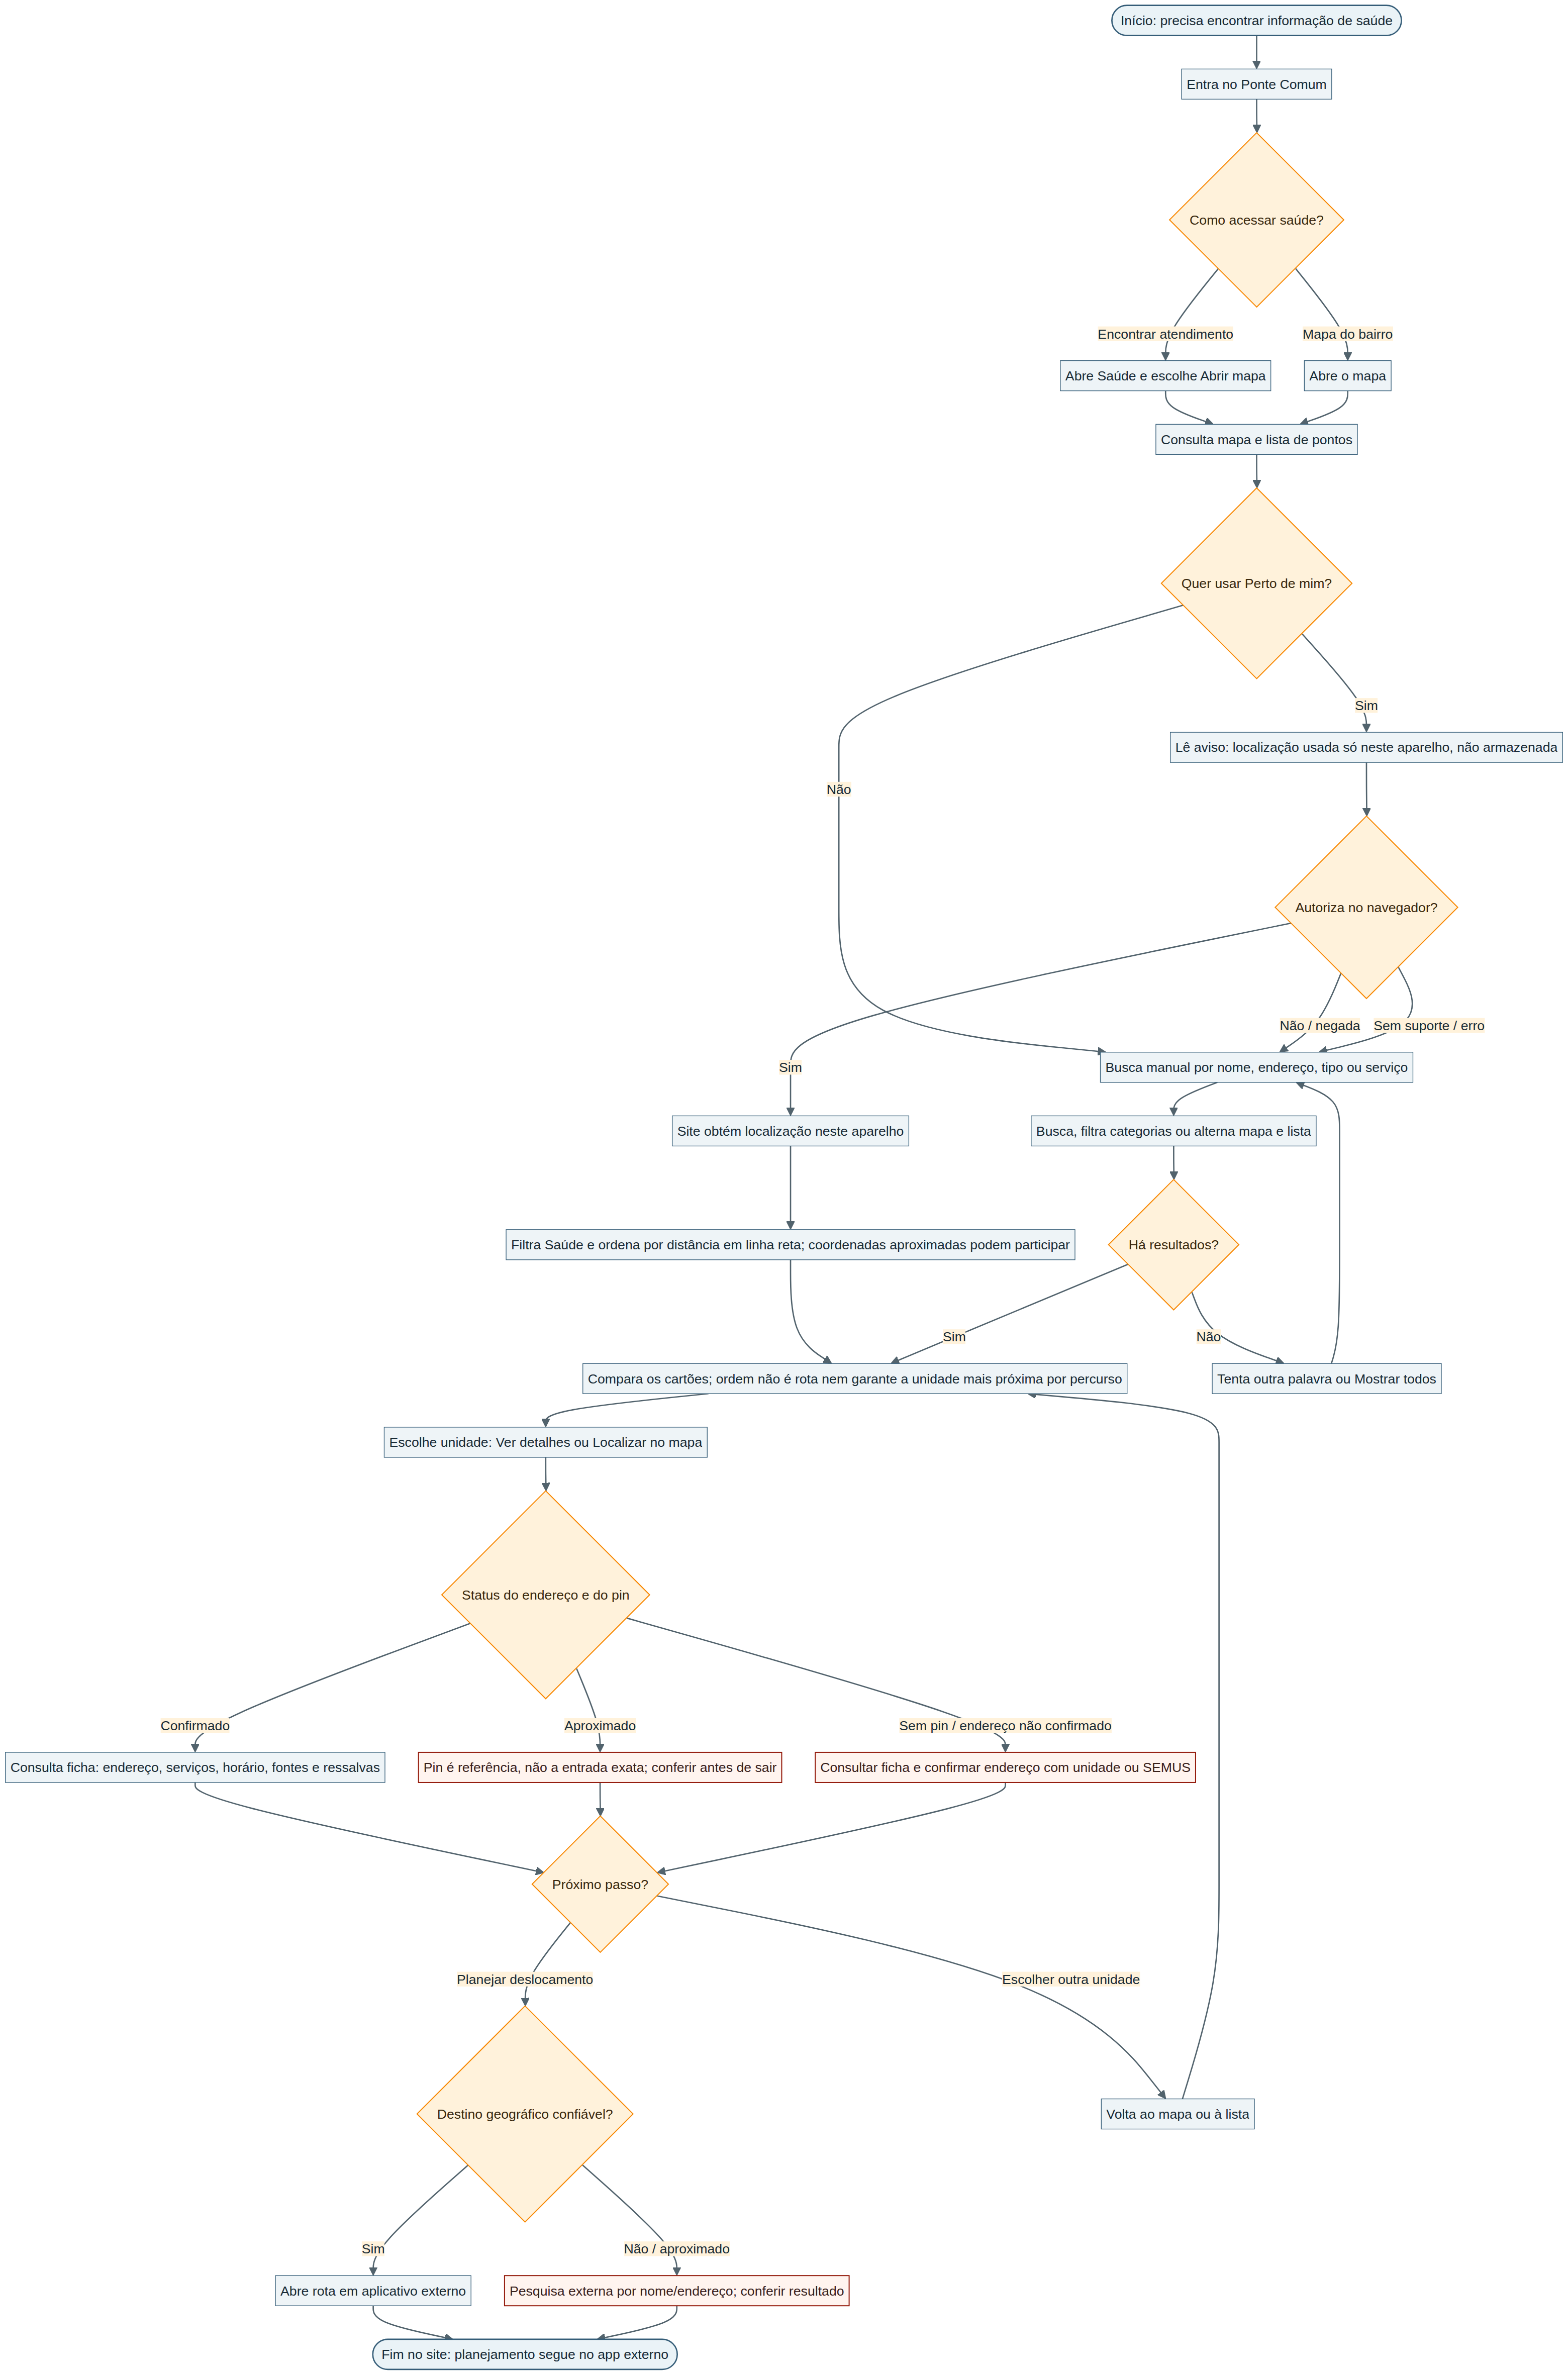 Início: precisa encontrar informação de saúde
Entra no Ponte Comum
Como acessar saúde?
Encontrar atendimento
Mapa do bairro
Abre Saúde e escolhe Abrir mapa
Abre o mapa
Consulta mapa e lista de pontos
Quer usar Perto de mim?
Sim
Lê aviso: localização usada só neste aparelho, não armazenada
Não
Autoriza no navegador?
Não / negada
Sem suporte / erro
Sim
Busca manual por nome, endereço, tipo ou serviço
Site obtém localização neste aparelho
Busca, filtra categorias ou alterna mapa e lista
Filtra Saúde e ordena por distância em linha reta; coordenadas aproximadas podem participar
Há resultados?
Sim
Não
Compara os cartões; ordem não é rota nem garante a unidade mais próxima por percurso
Tenta outra palavra ou Mostrar todos
Escolhe unidade: Ver detalhes ou Localizar no mapa
Status do endereço e do pin
Confirmado
Aproximado
Sem pin / endereço não confirmado
Consulta ficha: endereço, serviços, horário, fontes e ressalvas
Pin é referência, não a entrada exata; conferir antes de sair
Consultar ficha e confirmar endereço com unidade ou SEMUS
Próximo passo?
Planejar deslocamento
Escolher outra unidade
Destino geográfico confiável?
Volta ao mapa ou à lista
Sim
Não / aproximado
Abre rota em aplicativo externo
Pesquisa externa por nome/endereço; conferir resultado
Fim no site: planejamento segue no app externo